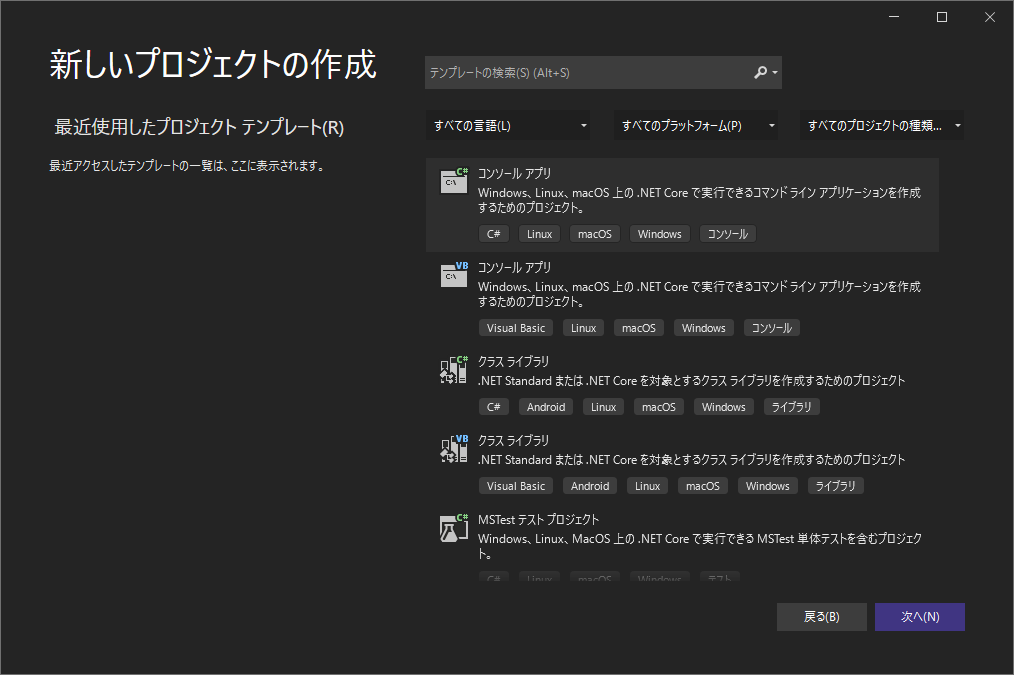 新しいプロジェクトの作成
最近使用したプロジェクト テンプレート(R)
最近アクセスしたテンプレートの一覧は、ここに表示されます。
テンプレートの検索(S) (Alt+S)
すべての言語(L) すべてのプラットフォーム(P) すべてのプロジェクトの種類...
C#
C:\
コンソール アプリ
Windows、Linux、macOS 上の .NET Core で実行できるコマンド ライン アプリケーションを作成
するためのプロジェクト。
C# Linux macOS Windows コンソール
VB
C:\
コンソール アプリ
Windows、Linux、macOS 上の .NET Core で実行できるコマンド ライン アプリケーションを作成
するためのプロジェクト。
Visual Basic Linux macOS Windows コンソール
C#
クラス ライブラリ
.NET Standard または .NET Core を対象とするクラス ライブラリを作成するためのプロジェクト
C# Android Linux macOS Windows ライブラリ
VB
クラス ライブラリ
.NET Standard または .NET Core を対象とするクラス ライブラリを作成するためのプロジェクト
Visual Basic Android Linux macOS Windows ライブラリ
C#
MSTest テスト プロジェクト
Windows、Linux、MacOS 上の .NET Core で実行できる MSTest 単体テストを含むプロジェク
ト。
C# Linux macOS Windows テスト
戻る(B) 次へ(N)